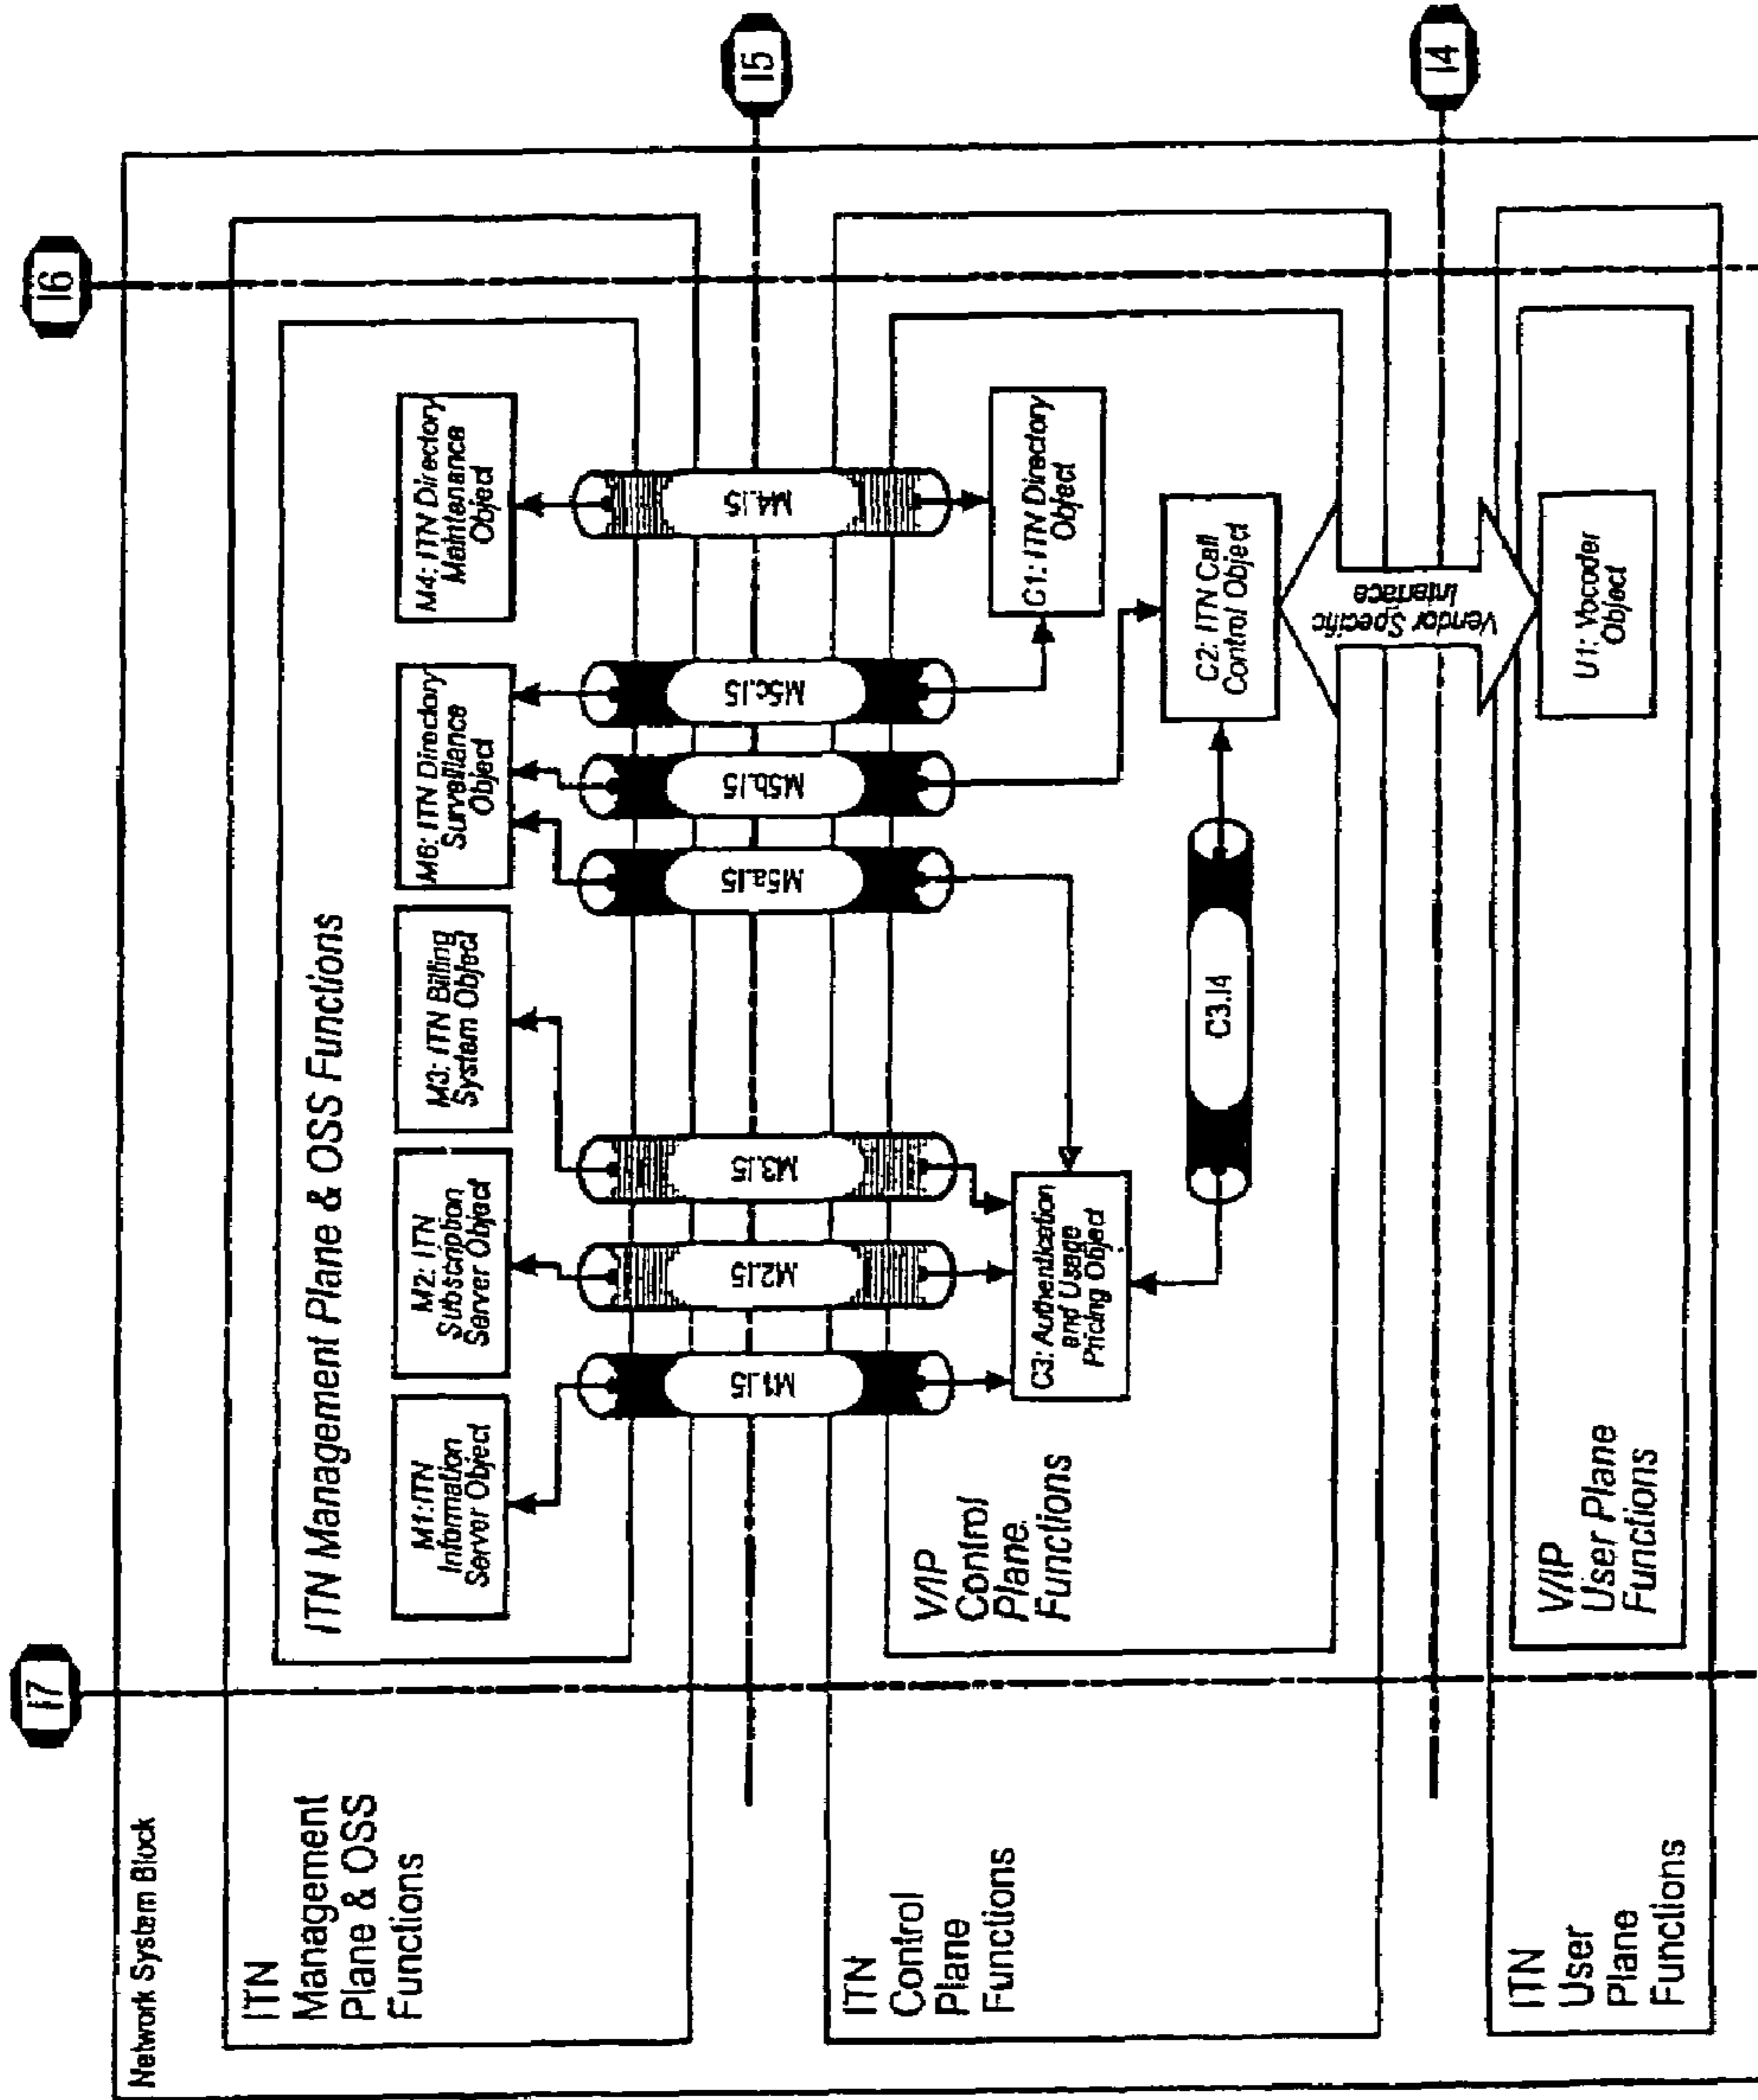 Network System Block
I7
I6
I5
I4
ITN
Management
Plane & OSS
Functions
ITN Management Plane & OSS Functions
M1:ITN
Information
Server Object
M2: ITN
Subscription
Server Object
M3: ITN Billing
System Object
M6: ITN Directory
Surveillance
Object
M4: ITN Directory
Maintenance
Object
M1.I5
M2.I5
M3.I5
M5a.I5
M5b.I5
M5c.I5
M4.I5
ITN
Control
Plane
Functions
V/IP
Control
Plane
Functions
C3: Authentication
and Usage
Pricing Object
C1: ITN Directory
Object
C3.I4
C2: ITN Call
Control Object
Vendor Specific
Interface
ITN
User
Plane
Functions
V/IP
User Plane
Functions
U1: Vocoder
Object